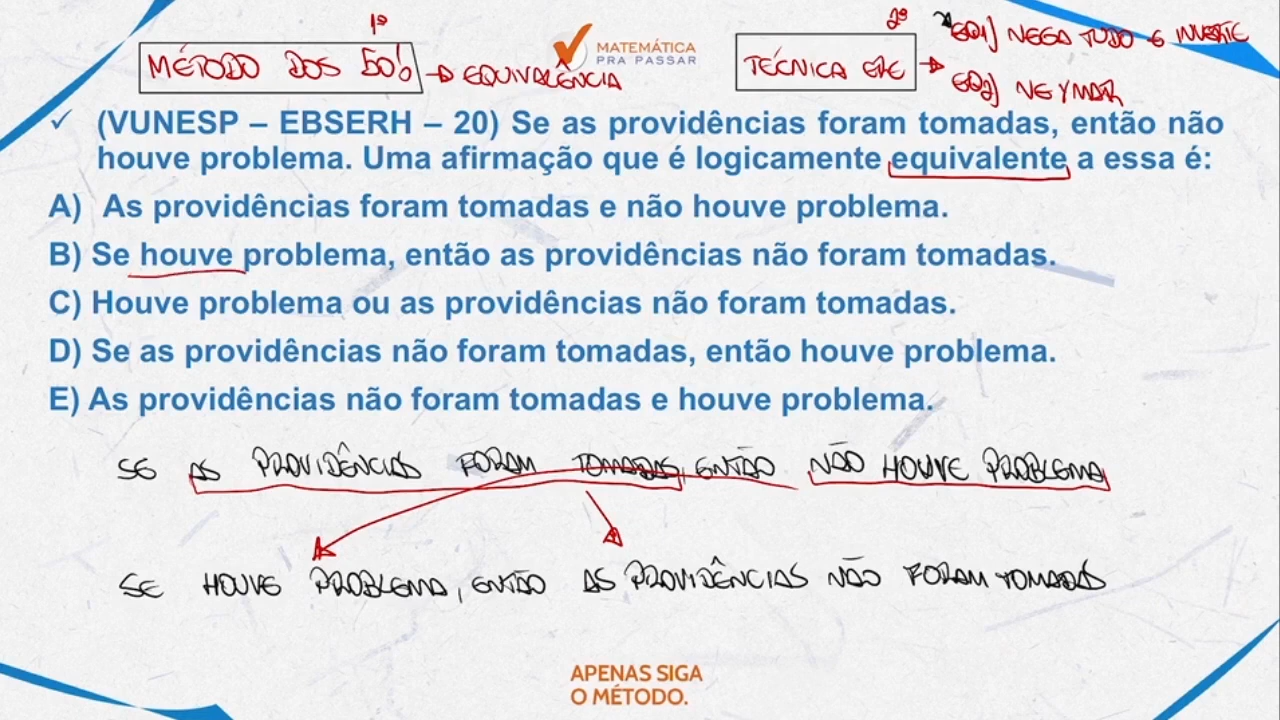 1º
2º
MÉTODO DOS 50! → EQUIVALÊNCIA
MATEMÁTICA
PRA PASSAR
TÉCNICA → EQ1) NEGA TUDO E INVERTE
EQ2) NEYMAR
✓ (VUNESP – EBSERH – 20) Se as providências foram tomadas, então não
houve problema. Uma afirmação que é logicamente equivalente a essa é:
A) As providências foram tomadas e não houve problema.
B) Se houve problema, então as providências não foram tomadas.
C) Houve problema ou as providências não foram tomadas.
D) Se as providências não foram tomadas, então houve problema.
E) As providências não foram tomadas e houve problema.
SE AS PROVIDÊNCIAS FORAM TOMADAS, ENTÃO NÃO HOUVE PROBLEMA
SE HOUVE PROBLEMA, ENTÃO AS PROVIDÊNCIAS NÃO FORAM TOMADAS
APENAS SIGA
O MÉTODO.